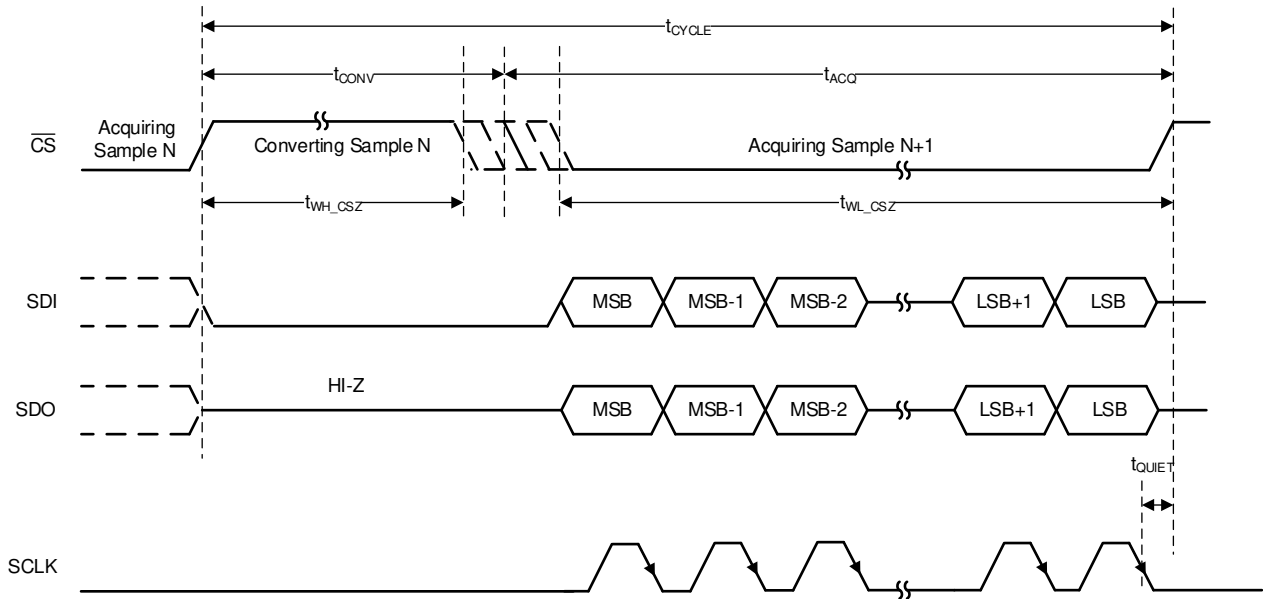 tCYCLE
tCONV
tACQ
CS
Acquiring
Sample N
Converting Sample N
Acquiring Sample N+1
tWH_CSZ
tWL_CSZ
SDI
MSB
MSB-1
MSB-2
LSB+1
LSB
SDO
HI-Z
MSB
MSB-1
MSB-2
LSB+1
LSB
tQUIET
SCLK